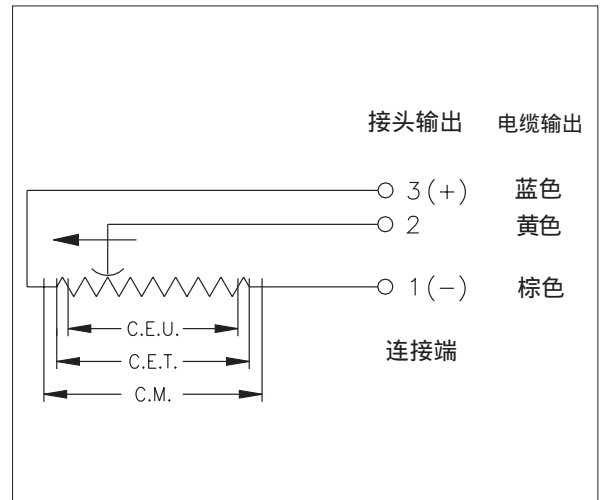 接头输出 电缆输出
3(+) 蓝色
2 黄色
1(−) 棕色
C.E.U.
连接端
C.E.T.
C.M.